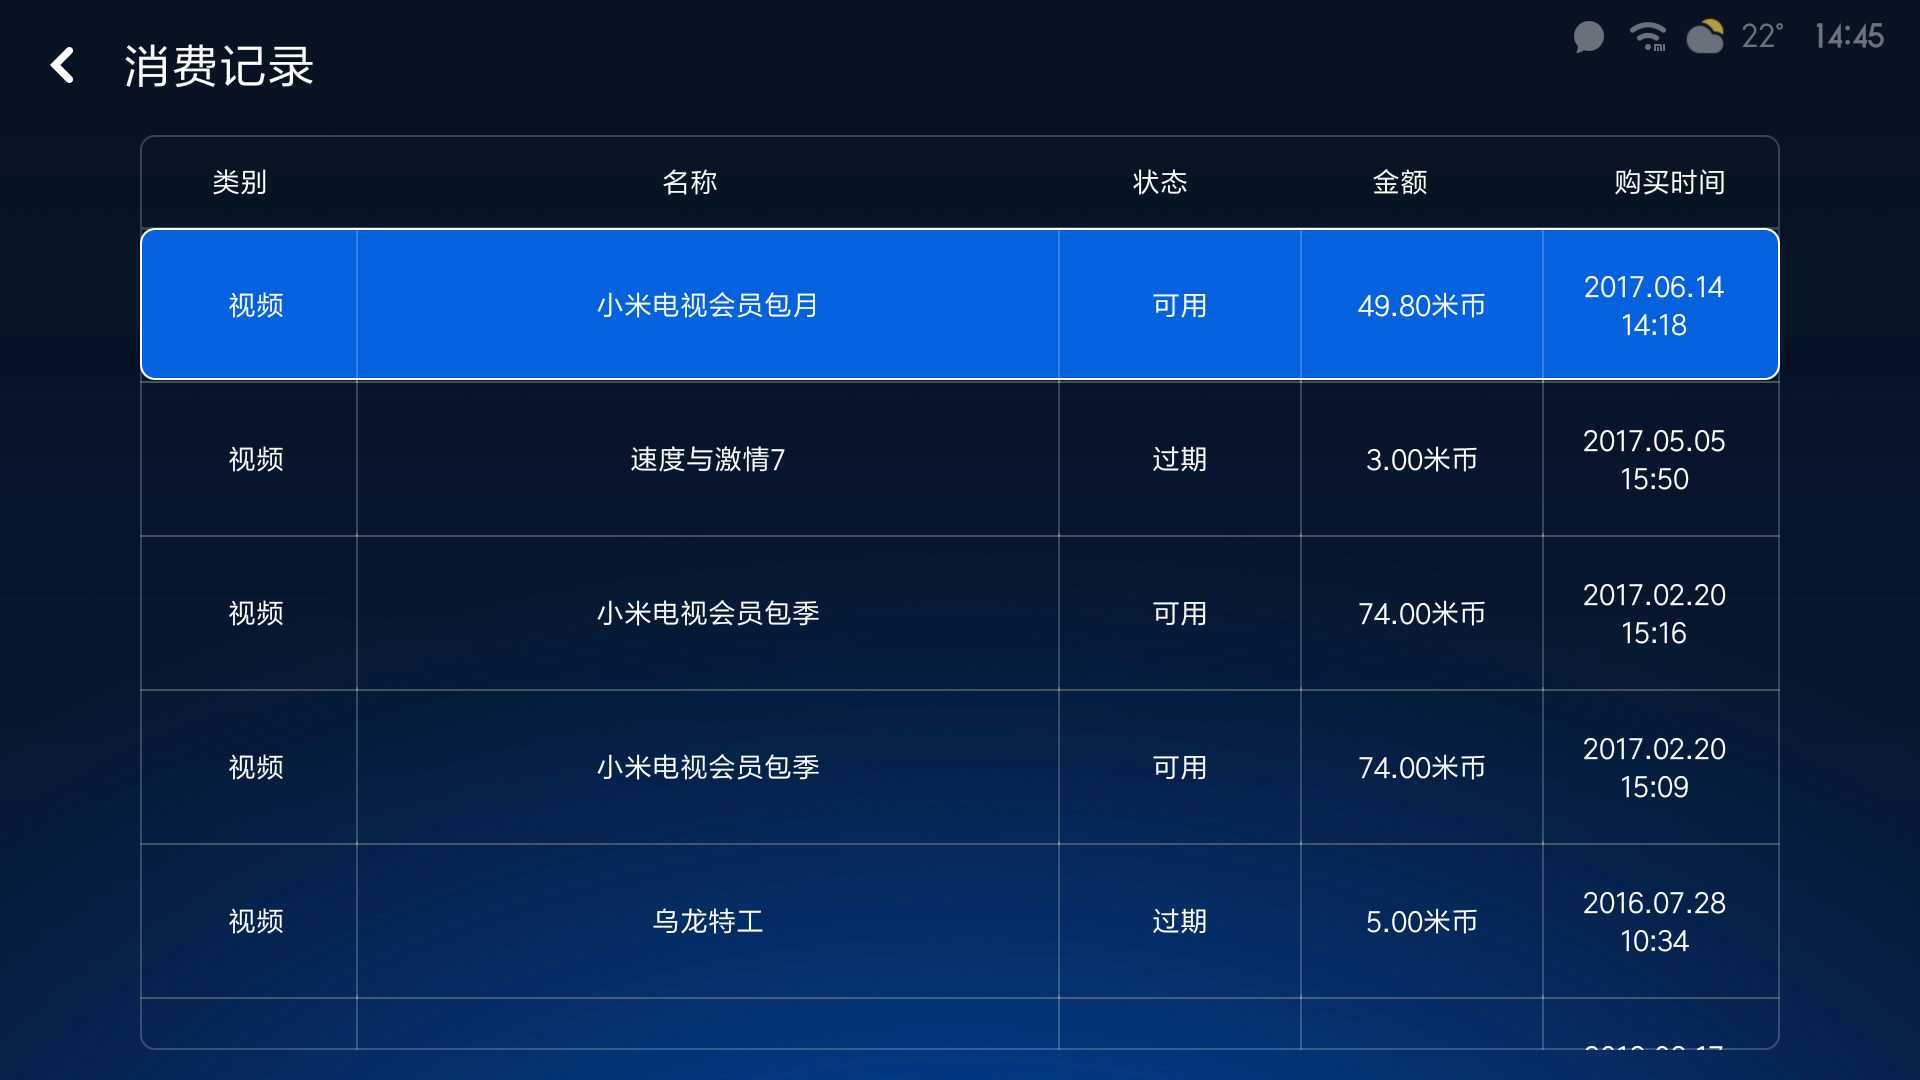 22° 14:45
消费记录
类别 名称 状态 金额 购买时间
视频 小米电视会员包月 可用 49.80米币 2017.06.14
14:18
视频 速度与激情7 过期 3.00米币 2017.05.05
15:50
视频 小米电视会员包季 可用 74.00米币 2017.02.20
15:16
视频 小米电视会员包季 可用 74.00米币 2017.02.20
15:09
视频 乌龙特工 过期 5.00米币 2016.07.28
10:34